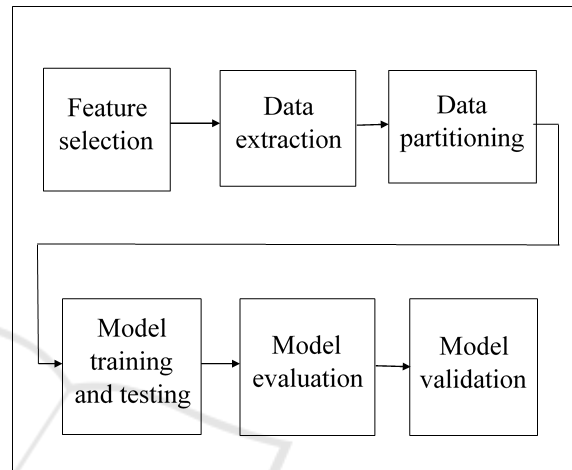 Feature
selection
Data
extraction
Data
partitioning
Model
training
and testing
Model
evaluation
Model
validation